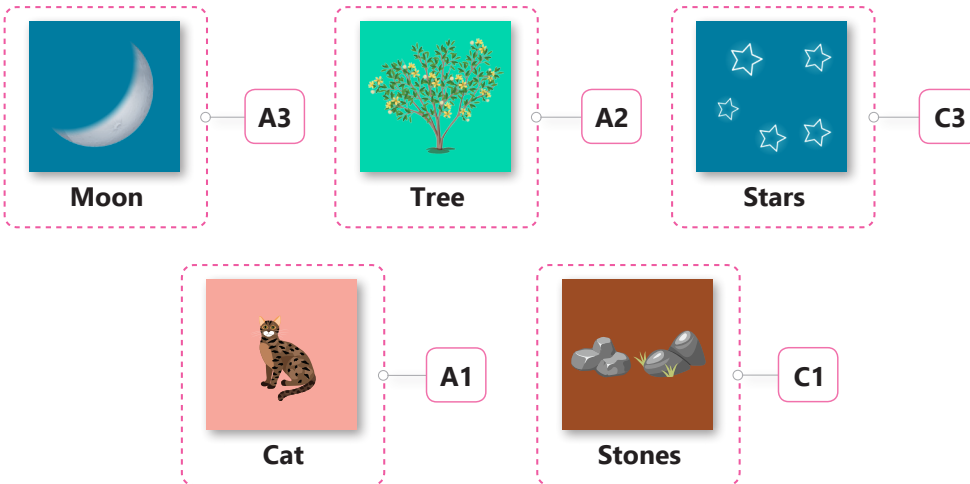 A3
A2
C3
Moon
Tree
Stars
A1
C1
Cat
Stones